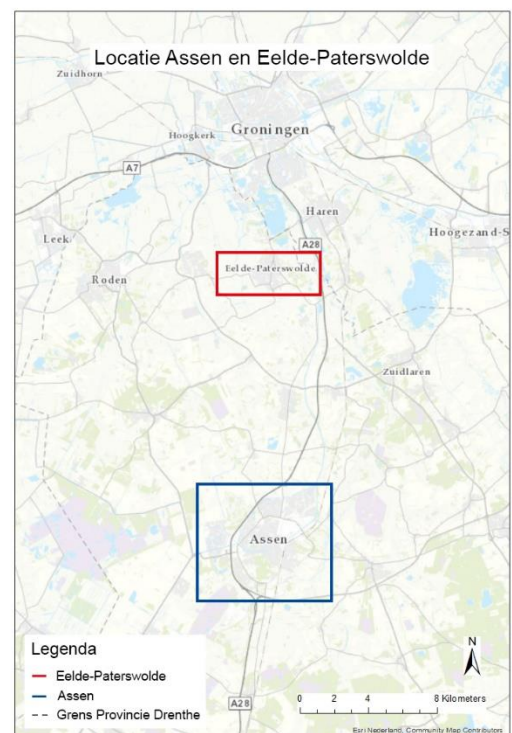 Locatie Assen en Eelde-Paterswolde
Zuidhorn
Hoogkerk
Groningen
A7
Haren
Leek
A28
Hoogezand-S
Eelde-Paterswolde
Roden
Zuidlaren
Assen
Legenda
Eelde-Paterswolde
Assen
Grens Provincie Drenthe
A28
N
0 2 4 8 Kilometers
Esri Nederland, Community Map Contributors